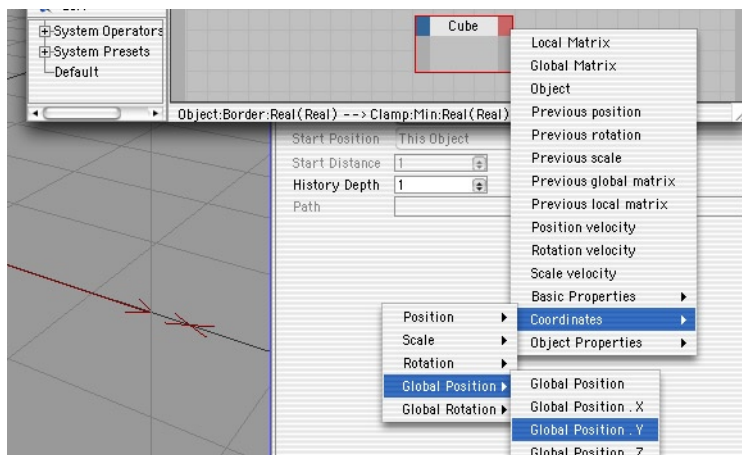 System Operators
System Presets
Default
Cube
Object:Border:Real(Real) --> Clamp:Min:Real(Real)
Start Position This Object
Start Distance 1
History Depth 1
Path
Local Matrix
Global Matrix
Object
Previous position
Previous rotation
Previous scale
Previous global matrix
Previous local matrix
Position velocity
Rotation velocity
Scale velocity
Basic Properties
Coordinates
Object Properties
Position
Scale
Rotation
Global Position
Global Rotation
Global Position
Global Position . X
Global Position . Y
Global Position . Z